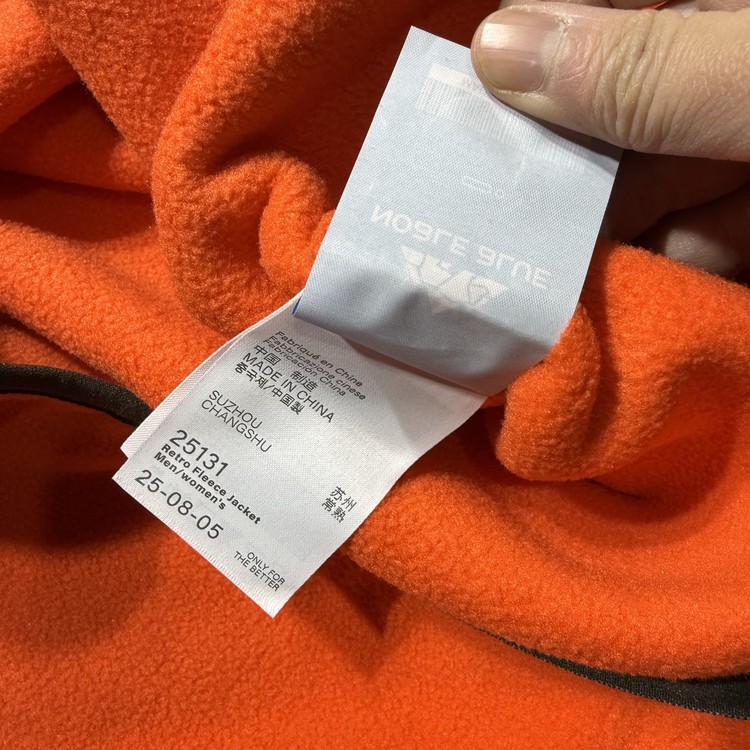 NOBLE BLUE
Fabriqué en Chine
Fabbricazione cinese
Fabricación China
中国 制造
MADE IN CHINA
중국제/中国製
SUZHOU
CHANGSHU
苏州
常熟
25131
Retro Fleece Jacket
Men/women's
25-08-05
ONLY FOR
THE BETTER